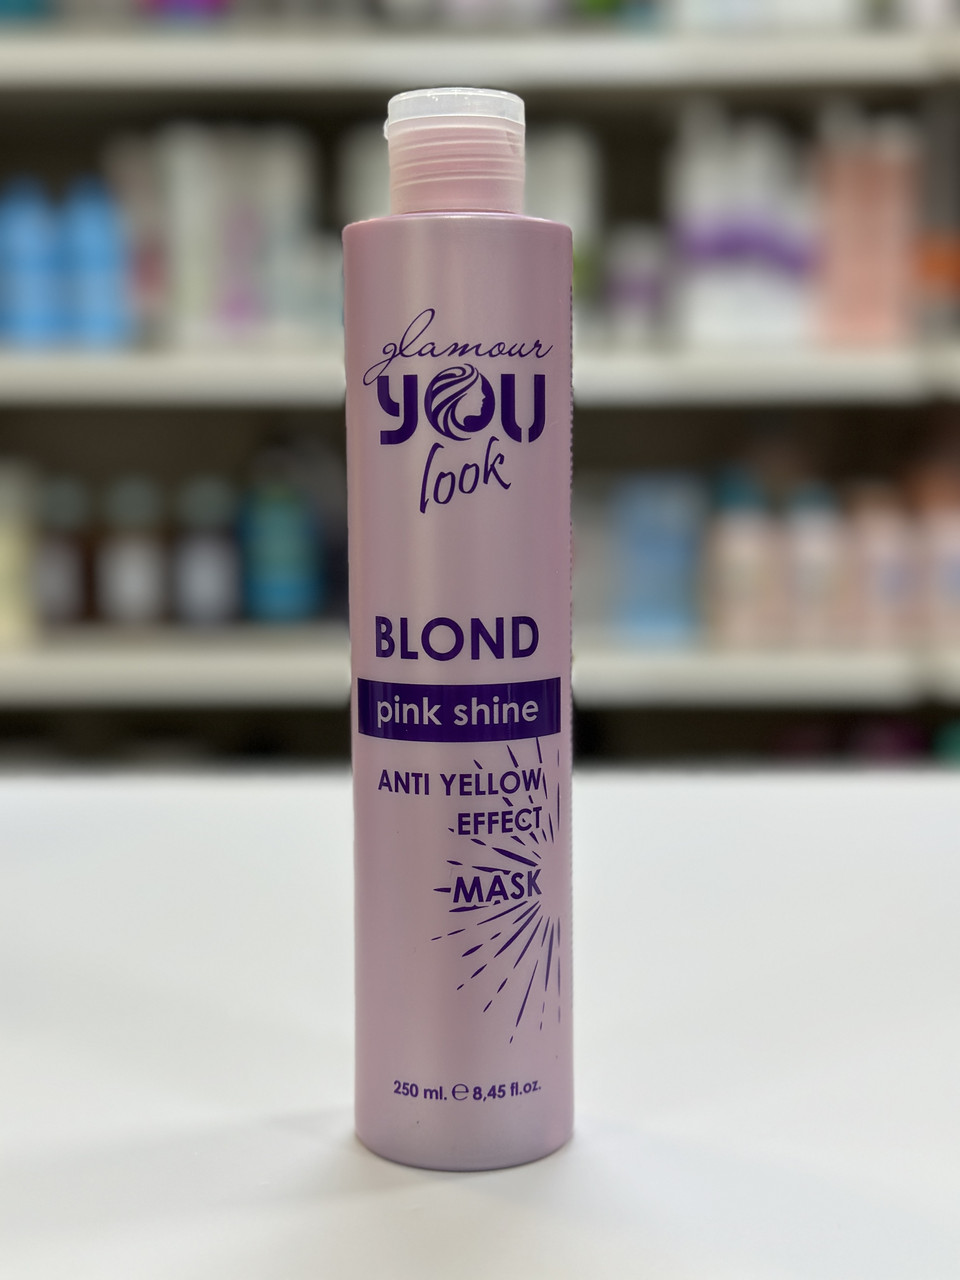 glamour
YOU
look
BLOND
pink shine
ANTI YELLOW
EFFECT
MASK
250 ml. ℮ 8,45 fl.oz.